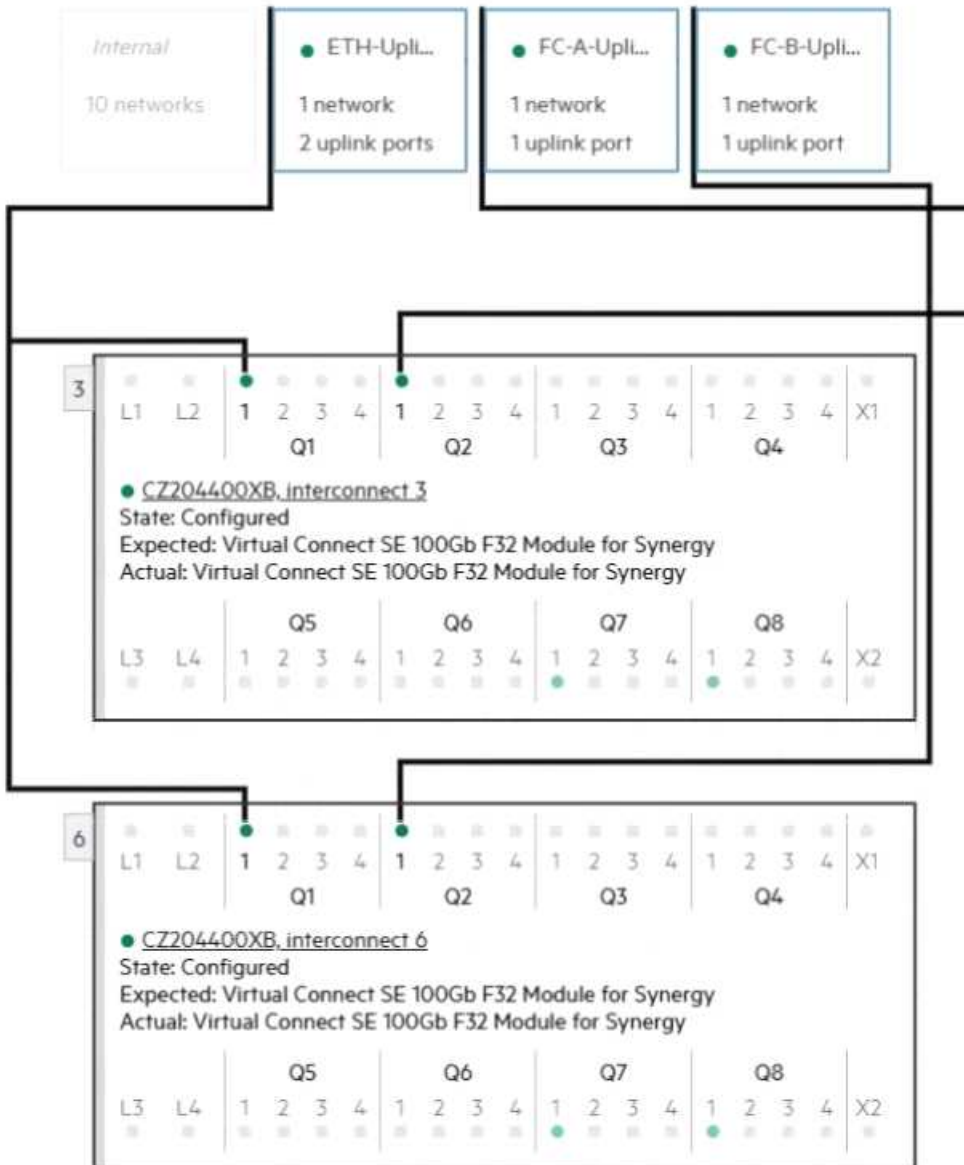 Internal
10 networks
ETH-Upli...
1 network
2 uplink ports
FC-A-Upli...
1 network
1 uplink port
FC-B-Upli...
1 network
1 uplink port
3
L1 L2 1 2 3 4 1 2 3 4 1 2 3 4 1 2 3 4 X1
Q1 Q2 Q3 Q4
CZ204400XB, interconnect 3
State: Configured
Expected: Virtual Connect SE 100Gb F32 Module for Synergy
Actual: Virtual Connect SE 100Gb F32 Module for Synergy
Q5 Q6 Q7 Q8
L3 L4 1 2 3 4 1 2 3 4 1 2 3 4 1 2 3 4 X2
6
L1 L2 1 2 3 4 1 2 3 4 1 2 3 4 1 2 3 4 X1
Q1 Q2 Q3 Q4
CZ204400XB, interconnect 6
State: Configured
Expected: Virtual Connect SE 100Gb F32 Module for Synergy
Actual: Virtual Connect SE 100Gb F32 Module for Synergy
Q5 Q6 Q7 Q8
L3 L4 1 2 3 4 1 2 3 4 1 2 3 4 1 2 3 4 X2